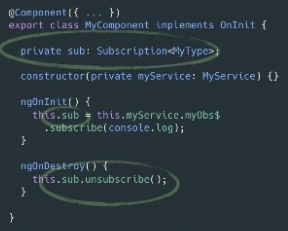 @Component({ ... })
export class MyComponent implements OnInit {
private sub: Subscription<MyType>;
constructor(private myService: MyService) {}
ngOnInit() {
this.sub = this.myService.myObs$
.subscribe(console.log);
}
ngOnDestroy() {
this.sub.unsubscribe();
}
}